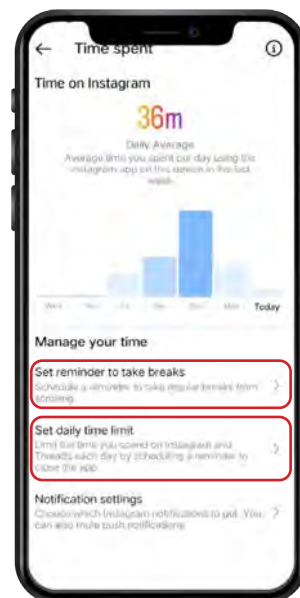 Time spent
Time on Instagram
36m
Daily Average
Average time you spent per day using the
Instagram app on this device in the last
week.
Today
Manage your time
Set reminder to take breaks
Schedule a reminder to take regular breaks from
scrolling.
Set daily time limit
Limit the time you spend on Instagram and
Threads each day by scheduling a reminder to
close the app.
Notification settings
Choose which Instagram notifications to get. You
can also mute push notifications